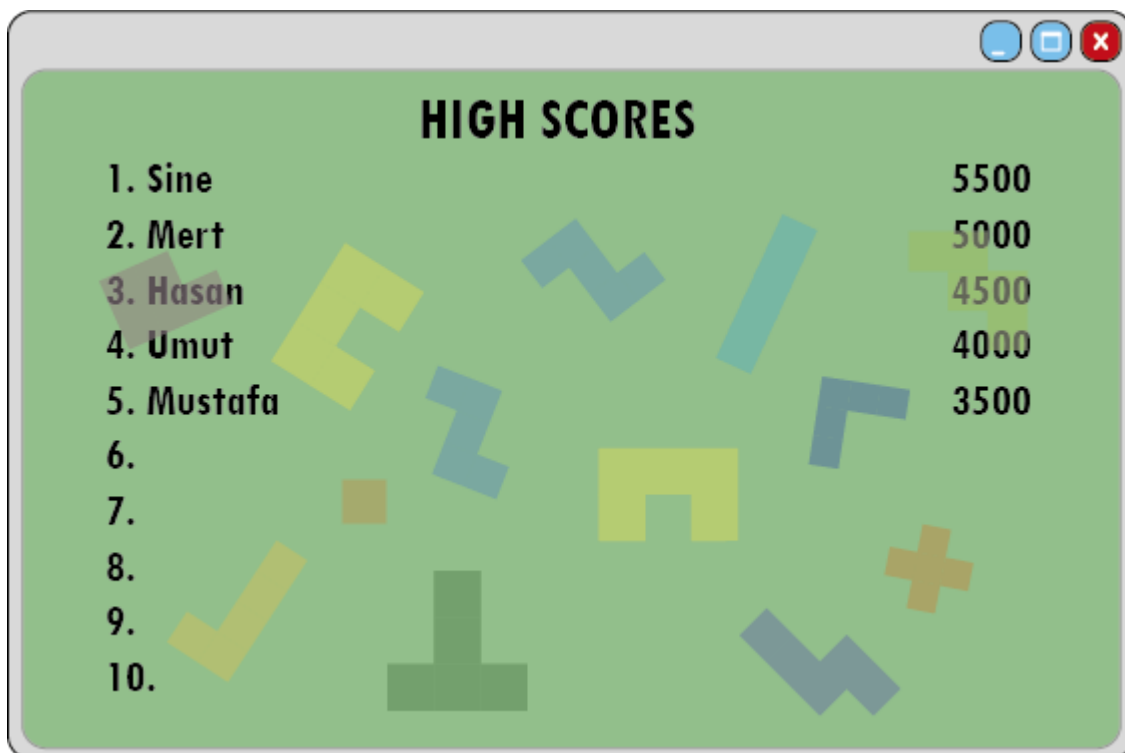 HIGH SCORES
1. Sine 5500
2. Mert 5000
3. Hasan 4500
4. Umut 4000
5. Mustafa 3500
6.
7.
8.
9.
10.